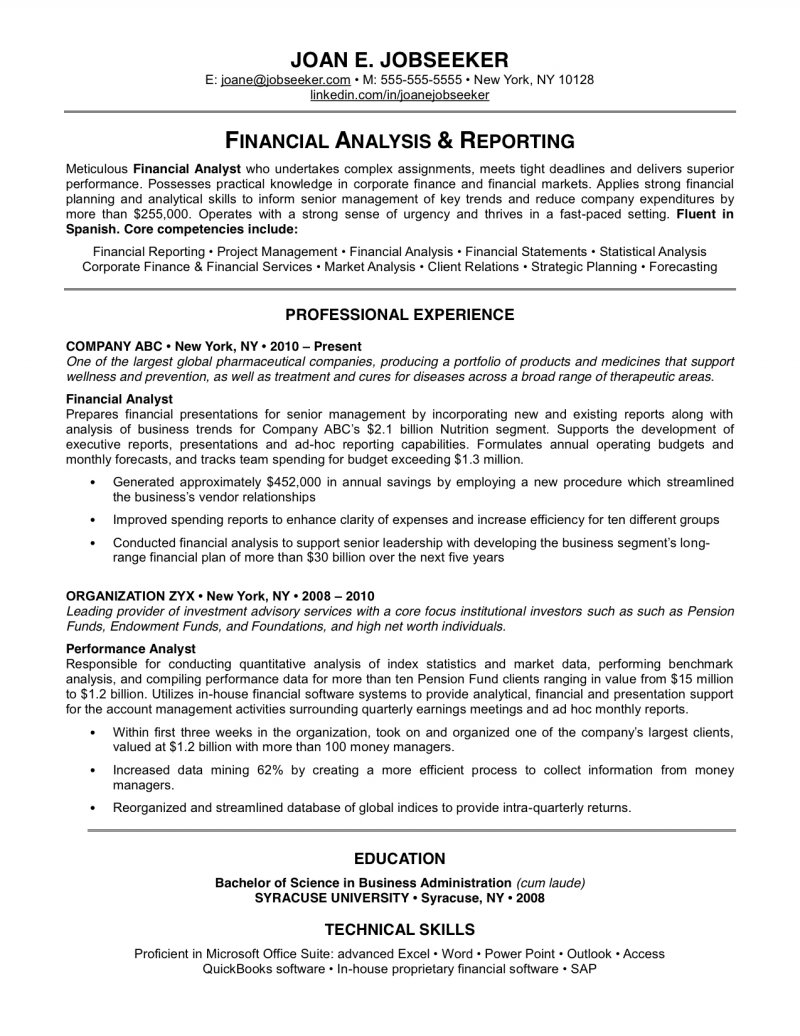 JOAN E. JOBSEEKER
E: joane@jobseeker.com • M: 555-555-5555 • New York, NY 10128
linkedin.com/in/joanejobseeker
FINANCIAL ANALYSIS & REPORTING
Meticulous Financial Analyst who undertakes complex assignments, meets tight deadlines and delivers superior
performance. Possesses practical knowledge in corporate finance and financial markets. Applies strong financial
planning and analytical skills to inform senior management of key trends and reduce company expenditures by
more than $255,000. Operates with a strong sense of urgency and thrives in a fast-paced setting. Fluent in
Spanish. Core competencies include:
Financial Reporting • Project Management • Financial Analysis • Financial Statements • Statistical Analysis
Corporate Finance & Financial Services • Market Analysis • Client Relations • Strategic Planning • Forecasting
PROFESSIONAL EXPERIENCE
COMPANY ABC • New York, NY • 2010 – Present
One of the largest global pharmaceutical companies, producing a portfolio of products and medicines that support
wellness and prevention, as well as treatment and cures for diseases across a broad range of therapeutic areas.
Financial Analyst
Prepares financial presentations for senior management by incorporating new and existing reports along with
analysis of business trends for Company ABC's $2.1 billion Nutrition segment. Supports the development of
executive reports, presentations and ad-hoc reporting capabilities. Formulates annual operating budgets and
monthly forecasts, and tracks team spending for budget exceeding $1.3 million.
• Generated approximately $452,000 in annual savings by employing a new procedure which streamlined
the business's vendor relationships
• Improved spending reports to enhance clarity of expenses and increase efficiency for ten different groups
• Conducted financial analysis to support senior leadership with developing the business segment's long-
range financial plan of more than $30 billion over the next five years
ORGANIZATION ZYX • New York, NY • 2008 – 2010
Leading provider of investment advisory services with a core focus institutional investors such as such as Pension
Funds, Endowment Funds, and Foundations, and high net worth individuals.
Performance Analyst
Responsible for conducting quantitative analysis of index statistics and market data, performing benchmark
analysis, and compiling performance data for more than ten Pension Fund clients ranging in value from $15 million
to $1.2 billion. Utilizes in-house financial software systems to provide analytical, financial and presentation support
for the account management activities surrounding quarterly earnings meetings and ad hoc monthly reports.
• Within first three weeks in the organization, took on and organized one of the company's largest clients,
valued at $1.2 billion with more than 100 money managers.
• Increased data mining 62% by creating a more efficient process to collect information from money
managers.
• Reorganized and streamlined database of global indices to provide intra-quarterly returns.
EDUCATION
Bachelor of Science in Business Administration (cum laude)
SYRACUSE UNIVERSITY • Syracuse, NY • 2008
TECHNICAL SKILLS
Proficient in Microsoft Office Suite: advanced Excel • Word • Power Point • Outlook • Access
QuickBooks software • In-house proprietary financial software • SAP